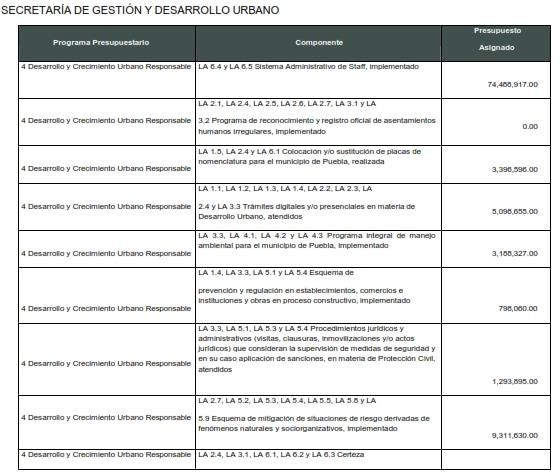 SECRETARÍA DE GESTIÓN Y DESARROLLO URBANO
Programa Presupuestario
Componente
Presupuesto
Asignado
4 Desarrollo y Crecimiento Urbano Responsable
LA 6.4 y LA 6.5 Sistema Administrativo de Staff, implementado
74,486,917.00
LA 2.1, LA 2.4, LA 2.5, LA 2.6, LA 2.7, LA 3.1 y LA
4 Desarrollo y Crecimiento Urbano Responsable
3.2 Programa de reconocimiento y registro oficial de asentamientos
humanos irregulares, implementado
0.00
LA 1.5, LA 2.4 y LA 6.1 Colocación y/o sustitución de placas de
nomenclatura para el municipio de Puebla, realizada
4 Desarrollo y Crecimiento Urbano Responsable
3,396,596.00
LA 1.1, LA 1.2, LA 1.3, LA 1.4, LA 2.2, LA 2.3, LA
4 Desarrollo y Crecimiento Urbano Responsable
2.4 y LA 3.3 Trámites digitales y/o presenciales en materia de
Desarrollo Urbano, atendidos
5,096,655.00
LA 3.3, LA 4.1, LA 4.2 y LA 4.3 Programa integral de manejo
ambiental para el municipio de Puebla, implementado
4 Desarrollo y Crecimiento Urbano Responsable
3,186,327.00
LA 1.4, LA 3.3, LA 5.1 y LA 5.4 Esquema de
prevención y regulación en establecimientos, comercios e
instituciones y obras en proceso constructivo, implementado
4 Desarrollo y Crecimiento Urbano Responsable
796,060.00
LA 3.3, LA 5.1, LA 5.3 y LA 5.4 Procedimientos jurídicos y
administrativos (visitas, clausuras, inmovilizaciones y/o actos
jurídicos) que consideran la supervisión de medidas de seguridad y
en su caso aplicación de sanciones, en materia de Protección Civil,
atendidos
4 Desarrollo y Crecimiento Urbano Responsable
1,293,695.00
LA 2.7, LA 5.2, LA 5.3, LA 5.4, LA 5.5, LA 5.8 y LA
4 Desarrollo y Crecimiento Urbano Responsable
5.9 Esquema de mitigación de situaciones de riesgo derivadas de
fenómenos naturales y sociorganizativos, implementado
9,311,630.00
4 Desarrollo y Crecimiento Urbano Responsable
LA 2.4, LA 3.1, LA 6.1, LA 6.2 y LA 6.3 Certeza